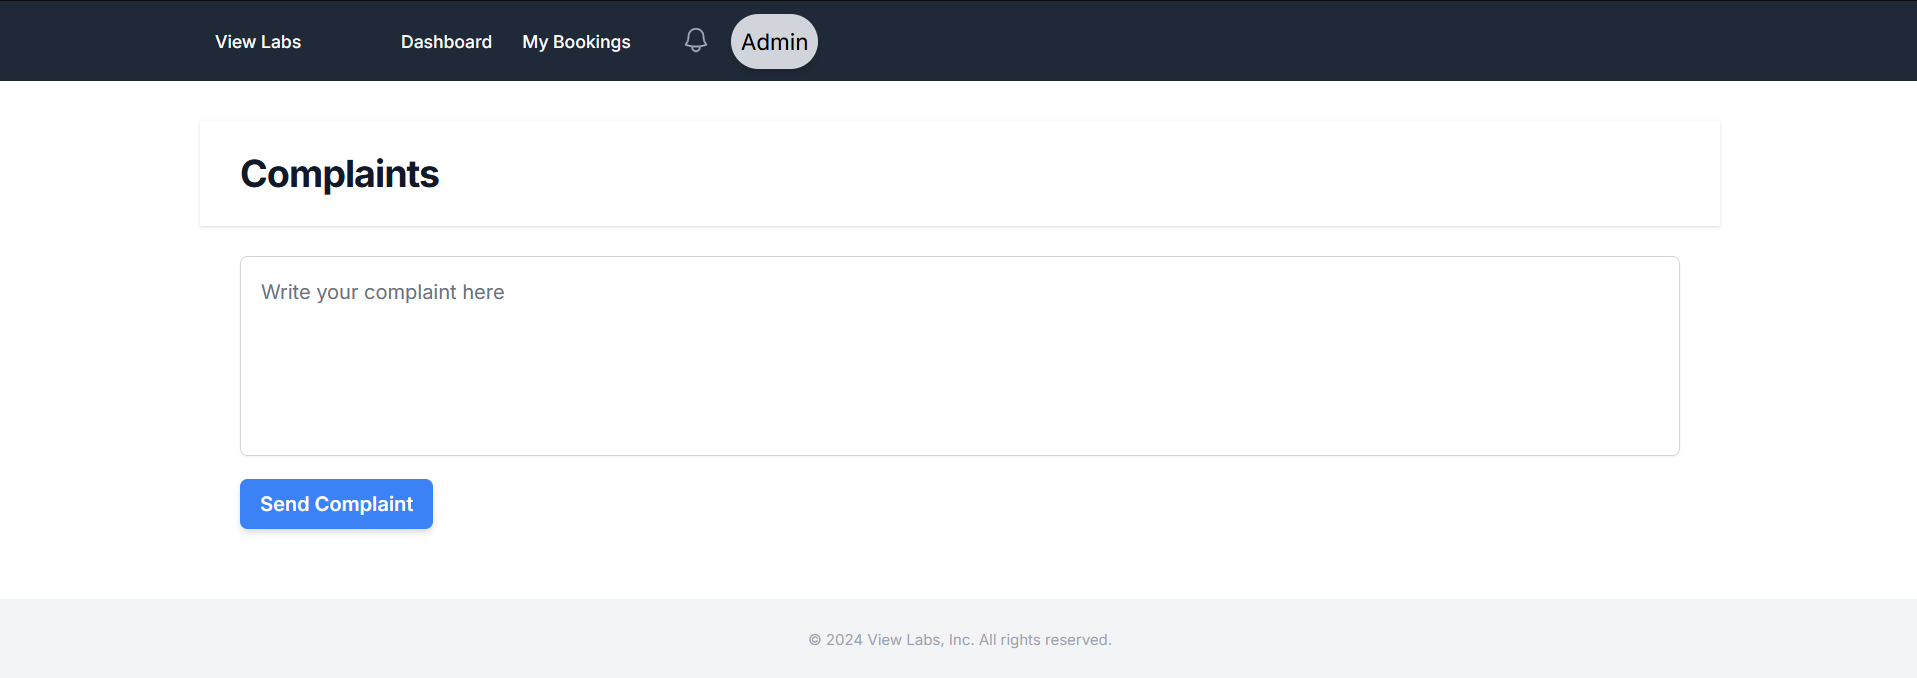 View Labs Dashboard My Bookings Admin
Complaints
Write your complaint here
Send Complaint
© 2024 View Labs, Inc. All rights reserved.